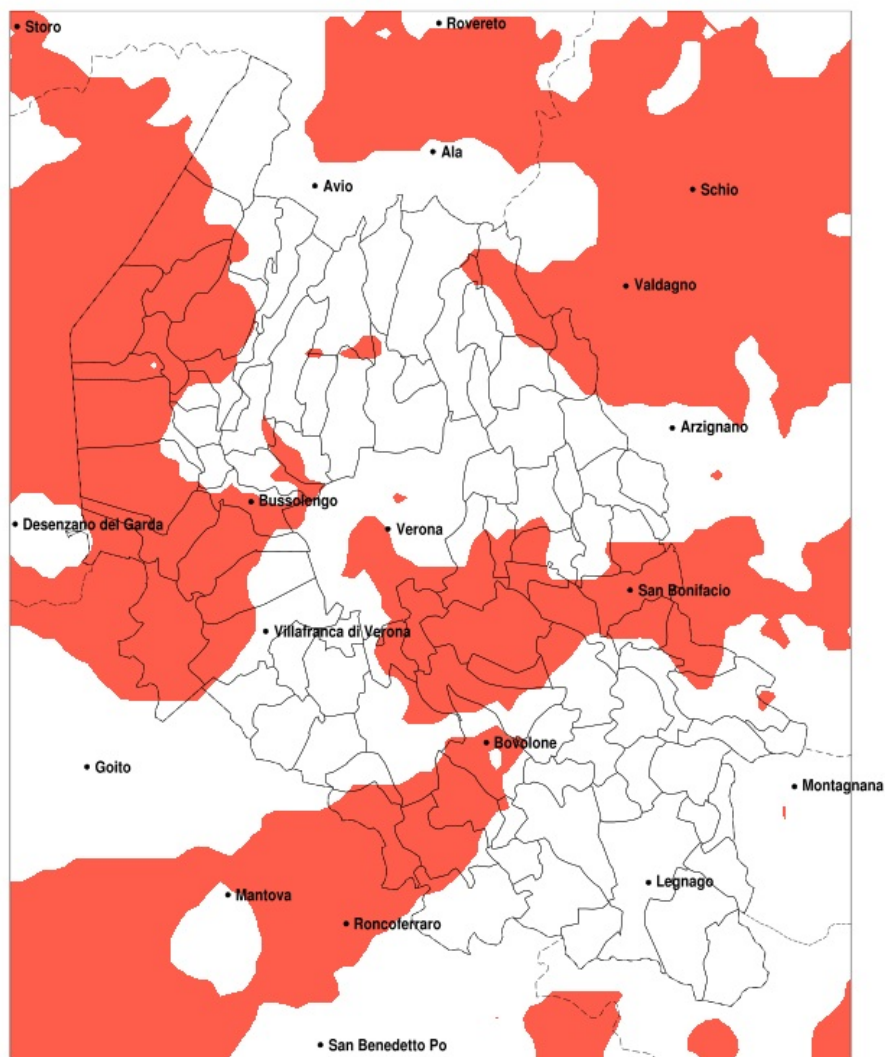 Rovereto
Storo
Ala
Avio
Schio
Valdagno
Arzignano
Bussolengo
Desenzano del Garda
Verona
San Bonifacio
Villafranca di Verona
Bovolone
Goito
Montagnana
Legnago
Mantova
Roncoferraro
San Benedetto Po